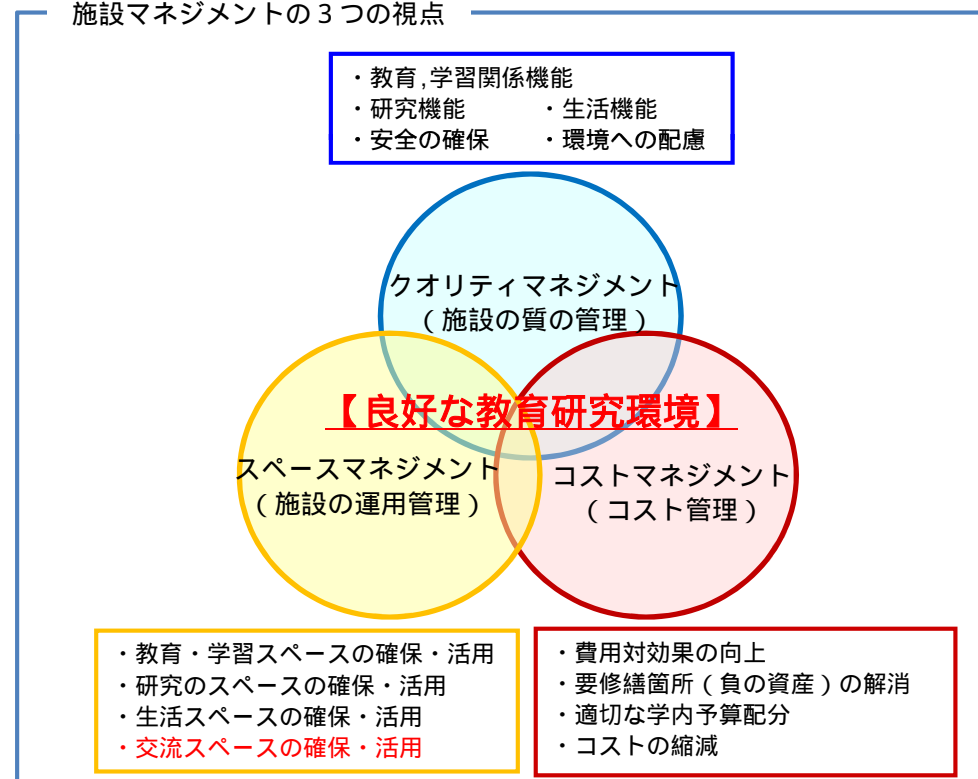 施設マネジメントの３つの視点
・教育,学習関係機能
・研究機能　　　・生活機能
・安全の確保　　・環境への配慮
クオリティマネジメント
（施設の質の管理）
【良好な教育研究環境】
スペースマネジメント
（施設の運用管理）
コストマネジメント
（コスト管理）
・教育・学習スペースの確保・活用
・研究のスペースの確保・活用
・生活スペースの確保・活用
・交流スペースの確保・活用
・費用対効果の向上
・要修繕箇所（負の資産）の解消
・適切な学内予算配分
・コストの縮減